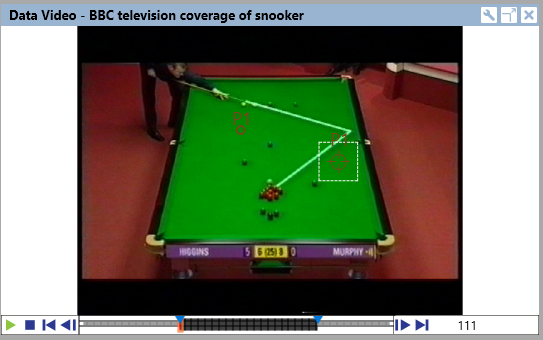 Data Video - BBC television coverage of snooker
HIGGINS 5 6 (25) 8 0 MURPHY
111